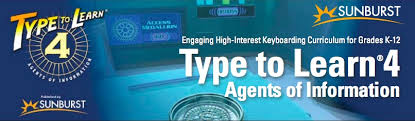 TYPE TO LEARN®
4
AGENTS OF INFORMATION
Published by
SUNBURST
ACCESS
MEDALLION
SUNBURST
Engaging High-Interest Keyboarding Curriculum for Grades K-12
Type to Learn®4
Agents of Information